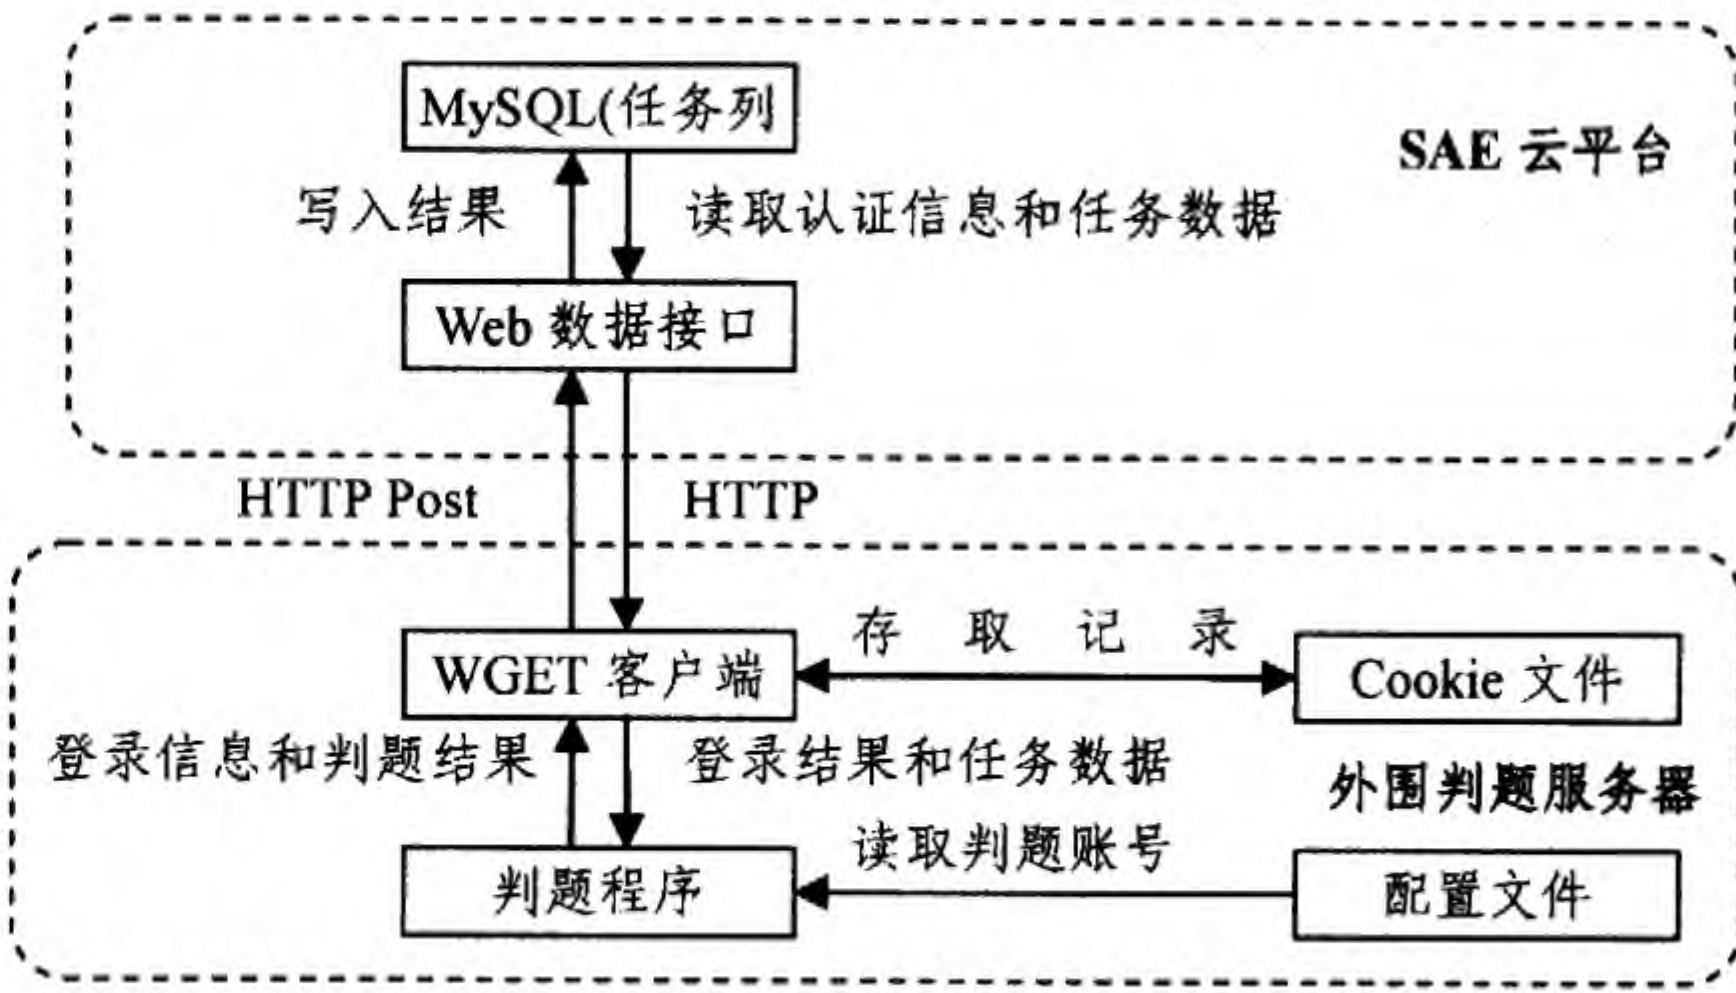 MySQL(任务列
SAE 云平台
写入结果
读取认证信息和任务数据
Web 数据接口
HTTP Post
HTTP
存 取 记 录
WGET 客户端
Cookie 文件
登录信息和判题结果
登录结果和任务数据
外围判题服务器
读取判题账号
判题程序
配置文件